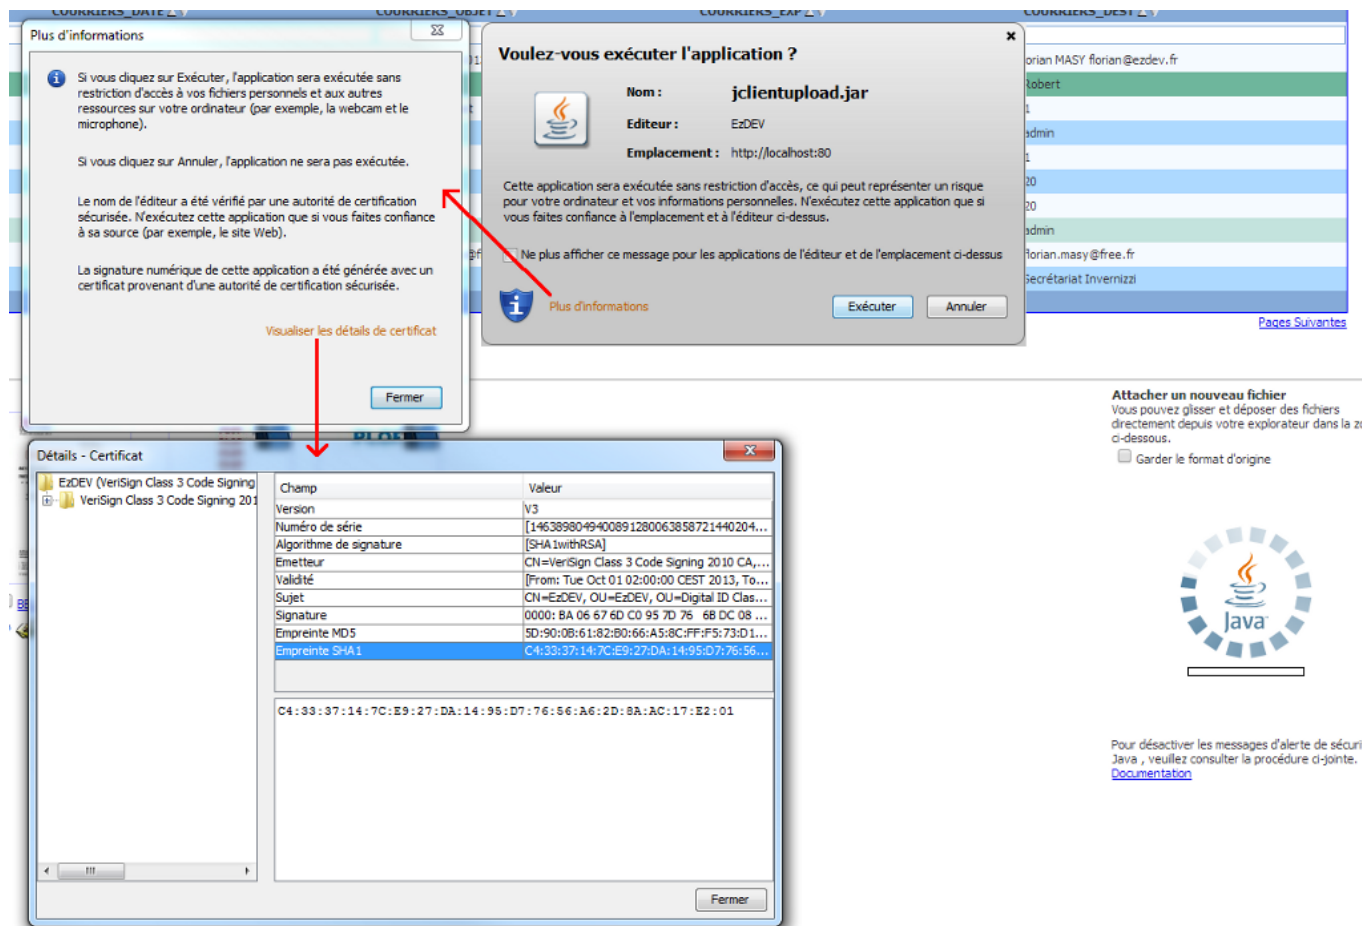 COURRIERS_DATE
COURRIERS_OBJET
COURRIERS_EXP
COURRIERS_DEST
Plus d'informations
Si vous cliquez sur Exécuter, l'application sera exécutée sans
restriction d'accès à vos fichiers personnels et aux autres
ressources sur votre ordinateur (par exemple, la webcam et le
microphone).
Si vous cliquez sur Annuler, l'application ne sera pas exécutée.
Le nom de l'éditeur a été vérifié par une autorité de certification
sécurisée. N'exécutez cette application que si vous faites confiance
à sa source (par exemple, le site Web).
La signature numérique de cette application a été générée avec un
certificat provenant d'une autorité de certification sécurisée.
Visualiser les détails de certificat
Fermer
Voulez-vous exécuter l'application ?
Nom : jclientupload.jar
Editeur : EzDEV
Emplacement : http://localhost:80
Cette application sera exécutée sans restriction d'accès, ce qui peut représenter un risque
pour votre ordinateur et vos informations personnelles. N'exécutez cette application que si
vous faites confiance à l'emplacement et à l'éditeur ci-dessus.
Ne plus afficher ce message pour les applications de l'éditeur et de l'emplacement ci-dessus
Plus d'informations
Exécuter
Annuler
orian MASY florian@ezdev.fr
Robert
1
admin
1
20
20
admin
florian.masy@free.fr
Secrétariat Invernizzi
Pages Suivantes
Attacher un nouveau fichier
Vous pouvez glisser et déposer des fichiers
directement depuis votre explorateur dans la
ci-dessous.
Garder le format d'origine
Java
Pour désactiver les messages d'alerte de sécuri
Java , veuillez consulter la procédure ci-jointe.
Documentation
Détails - Certificat
EzDEV (VeriSign Class 3 Code Signing
VeriSign Class 3 Code Signing 201
Champ Valeur
Version V3
Numéro de série [146389804940089128006385872144020​4...
Algorithme de signature [SHA1withRSA]
Emetteur CN=VeriSign Class 3 Code Signing 2010 CA,...
Validité [From: Tue Oct 01 02:00:00 CEST 2013, To...
Sujet CN=EzDEV, OU=EzDEV, OU=Digital ID Clas...
Signature 0000: BA 06 67 6D C0 95 7D 76 6B DC 08 ...
Empreinte MD5 5D:90:0B:61:82:B0:66:A5:8C:FF:F5:73:D1...
Empreinte SHA1 C4:33:37:14:7C:E9:27:DA:14:95:D7:76:56...
C4:33:37:14:7C:E9:27:DA:14:95:D7:76:56:A6:2D:8A:AC:17:E2:01
Fermer